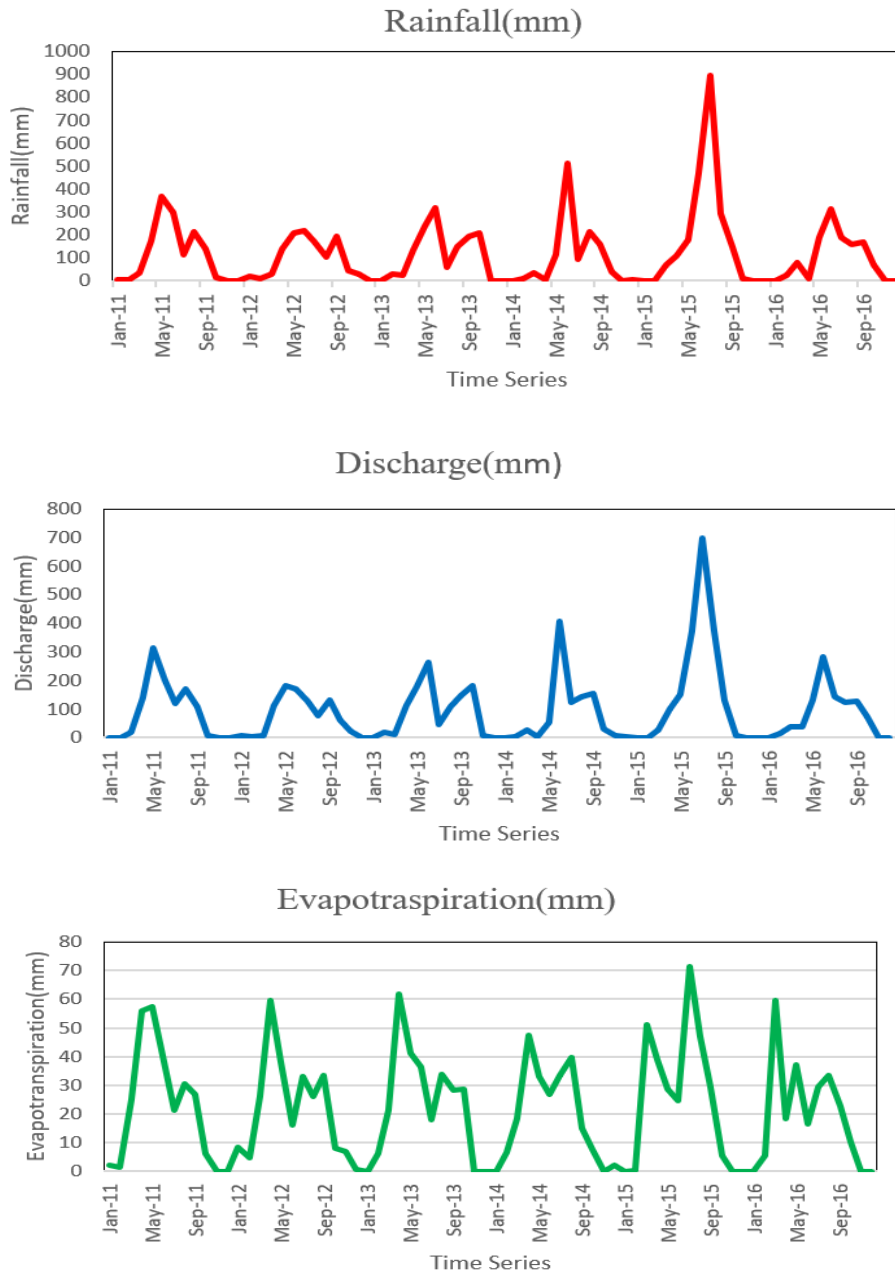 Rainfall(mm)
1000
900
800
700
600
500
400
300
200
100
0
Rainfall(mm)
Jan-11
May-11
Sep-11
Jan-12
May-12
Sep-12
Jan-13
May-13
Sep-13
Jan-14
May-14
Sep-14
Jan-15
May-15
Sep-15
Jan-16
May-16
Sep-16
Time Series
Discharge(mm)
800
700
600
500
400
300
200
100
0
Discharge(mm)
Jan-11
May-11
Sep-11
Jan-12
May-12
Sep-12
Jan-13
May-13
Sep-13
Jan-14
May-14
Sep-14
Jan-15
May-15
Sep-15
Jan-16
May-16
Sep-16
Time Series
Evapotraspiration(mm)
80
70
60
50
40
30
20
10
0
Evapotranspiration(mm)
Jan-11
May-11
Sep-11
Jan-12
May-12
Sep-12
Jan-13
May-13
Sep-13
Jan-14
May-14
Sep-14
Jan-15
May-15
Sep-15
Jan-16
May-16
Sep-16
Time Series